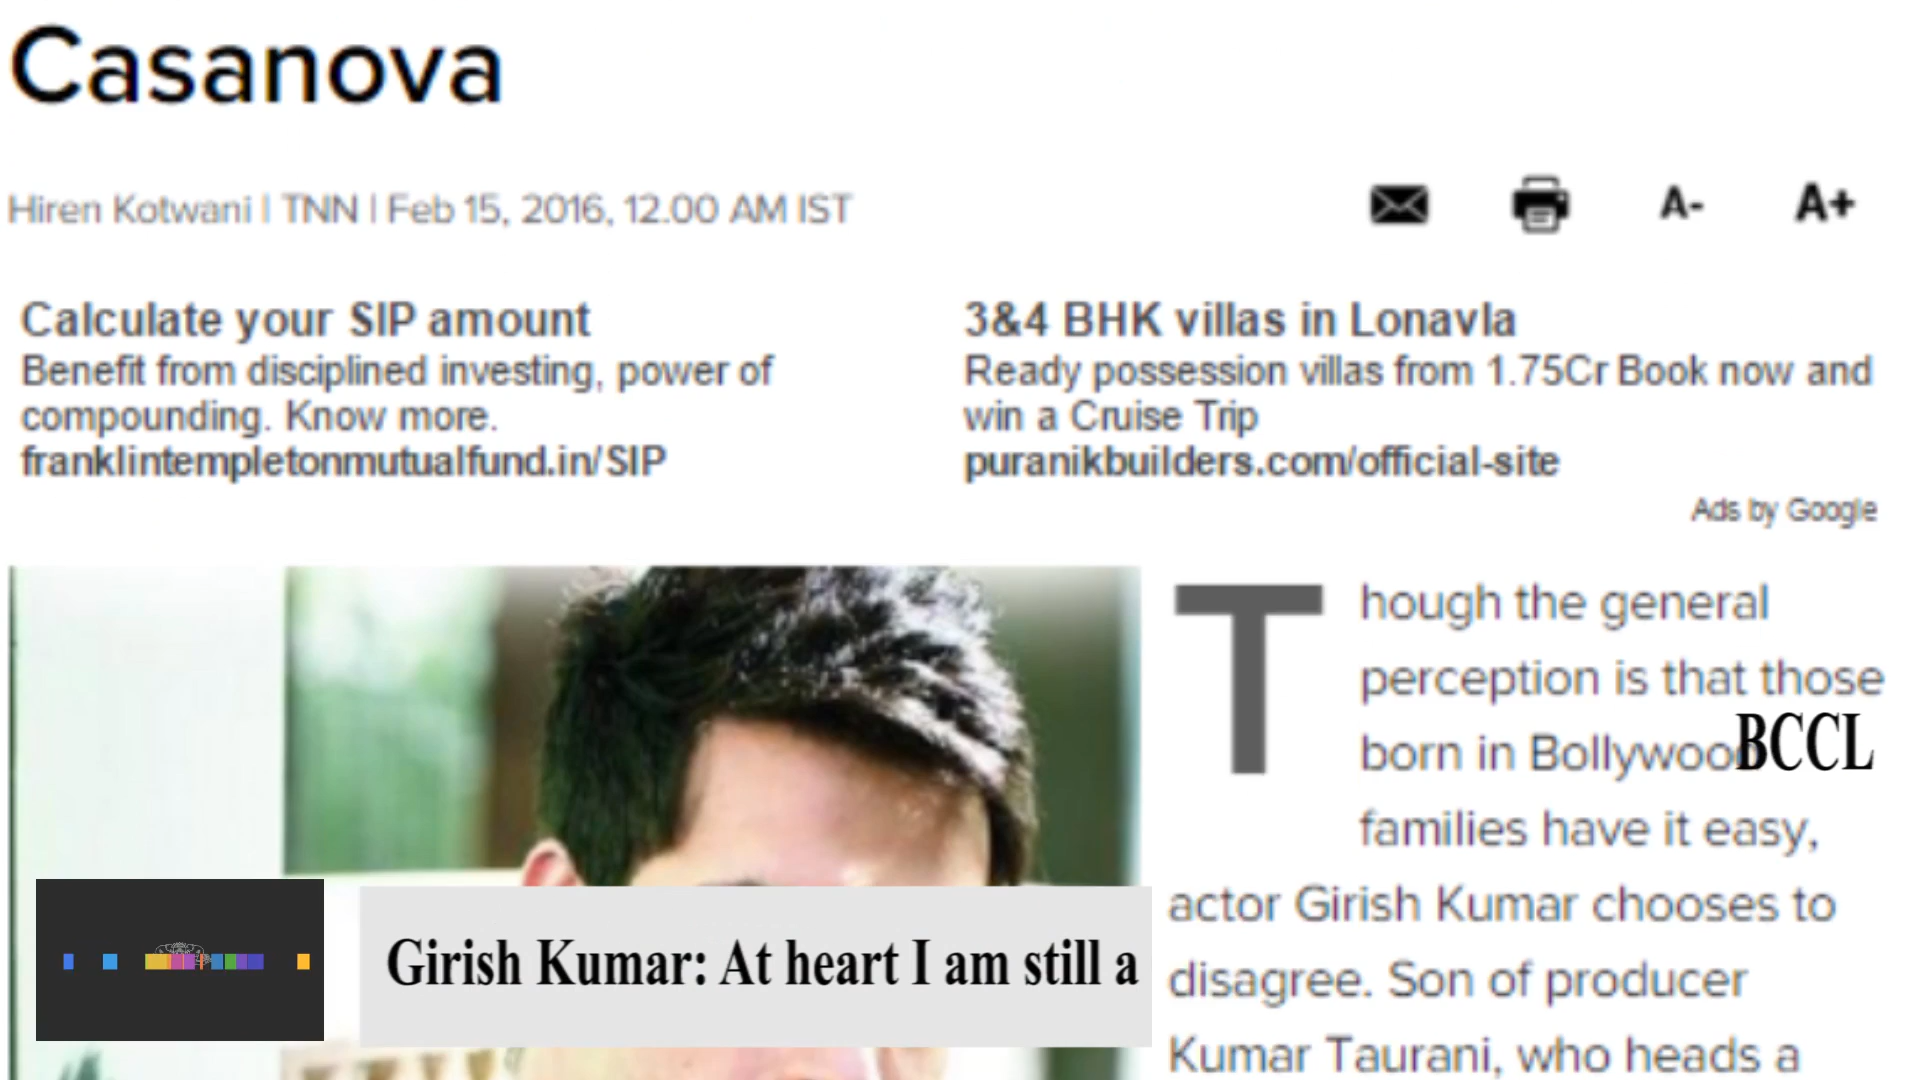 Casanova
Hiren Kotwani | TNN | Feb 15, 2016, 12.00 AM IST
A-
A+
Calculate your SIP amount
Benefit from disciplined investing, power of
compounding. Know more.
franklintempletonmutualfund.in/SIP
3&4 BHK villas in Lonavla
Ready possession villas from 1.75Cr Book now and
win a Cruise Trip
puranikbuilders.com/official-site
Ads by Google
Though the general
perception is that those
born in Bollywood
BCCL
families have it easy,
actor Girish Kumar chooses to
disagree. Son of producer
Kumar Taurani, who heads a
Girish Kumar: At heart I am still a